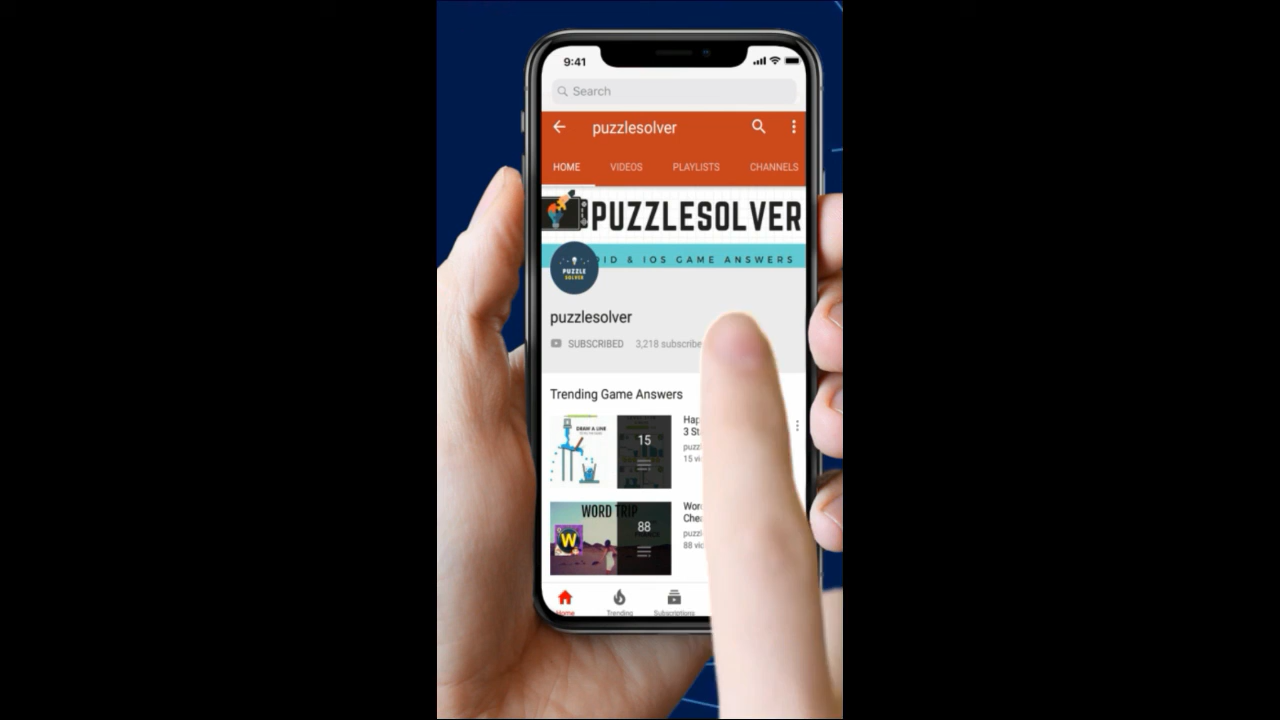 9:41
Search
puzzlesolver
HOME VIDEOS PLAYLISTS CHANNELS
PUZZLESOLVER
& IOS GAME ANSWERS
PUZZLE
SOLVER
puzzlesolver
SUBSCRIBED 3,218
Trending Game Answers
DRAW A LINE
15
15
WORD TRIP
W
88
88
Home Trending Subscriptions